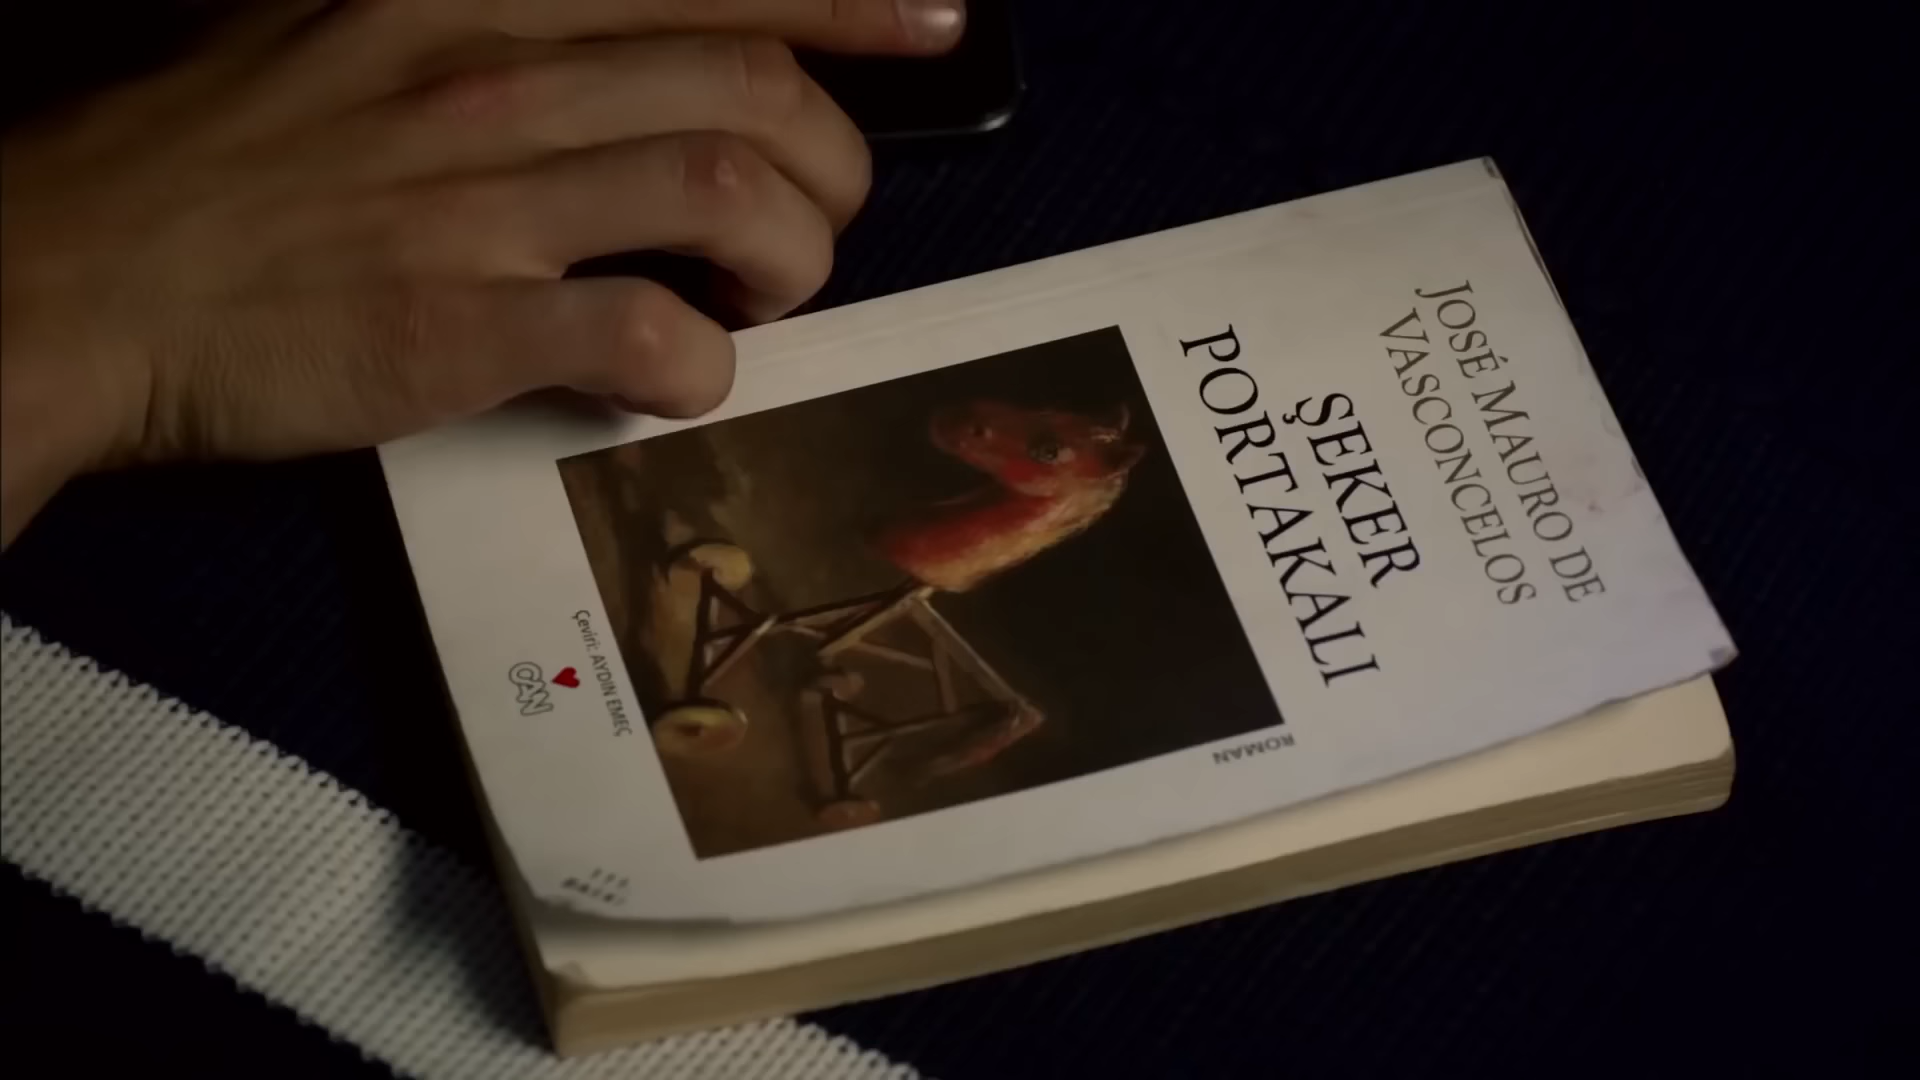 JOSÉ MAURO DE
VASCONCELOS
ŞEKER
PORTAKALI
ROMAN
Çeviri: AYDIN EMEÇ
CAN